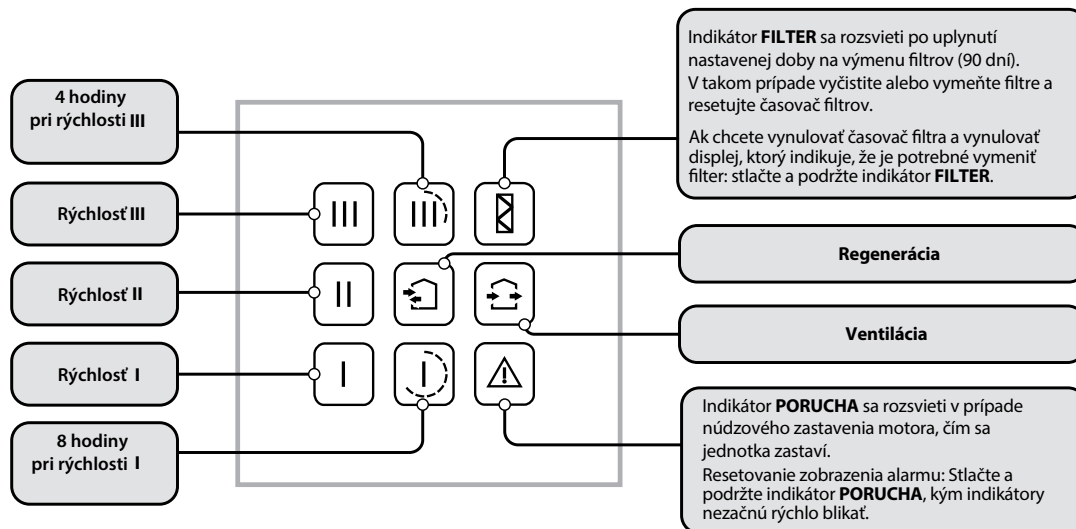 4 hodiny
pri rýchlosti III
Rýchlosť III
Rýchlosť II
Rýchlosť I
8 hodiny
pri rýchlosti I
III
III
II
I
I
Indikátor FILTER sa rozsvieti po uplynutí
nastavenej doby na výmenu filtrov (90 dní).
V takom prípade vyčistite alebo vymeňte filtre a
resetujte časovač filtrov.
Ak chcete vynulovať časovač filtra a vynulovať
displej, ktorý indikuje, že je potrebné vymeniť
filter: stlačte a podržte indikátor FILTER.
Regenerácia
Ventilácia
Indikátor PORUCHA sa rozsvieti v prípade
núdzového zastavenia motora, čím sa
jednotka zastaví.
Resetovanie zobrazenia alarmu: Stlačte a
podržte indikátor PORUCHA, kým indikátory
nezačnú rýchlo blikať.